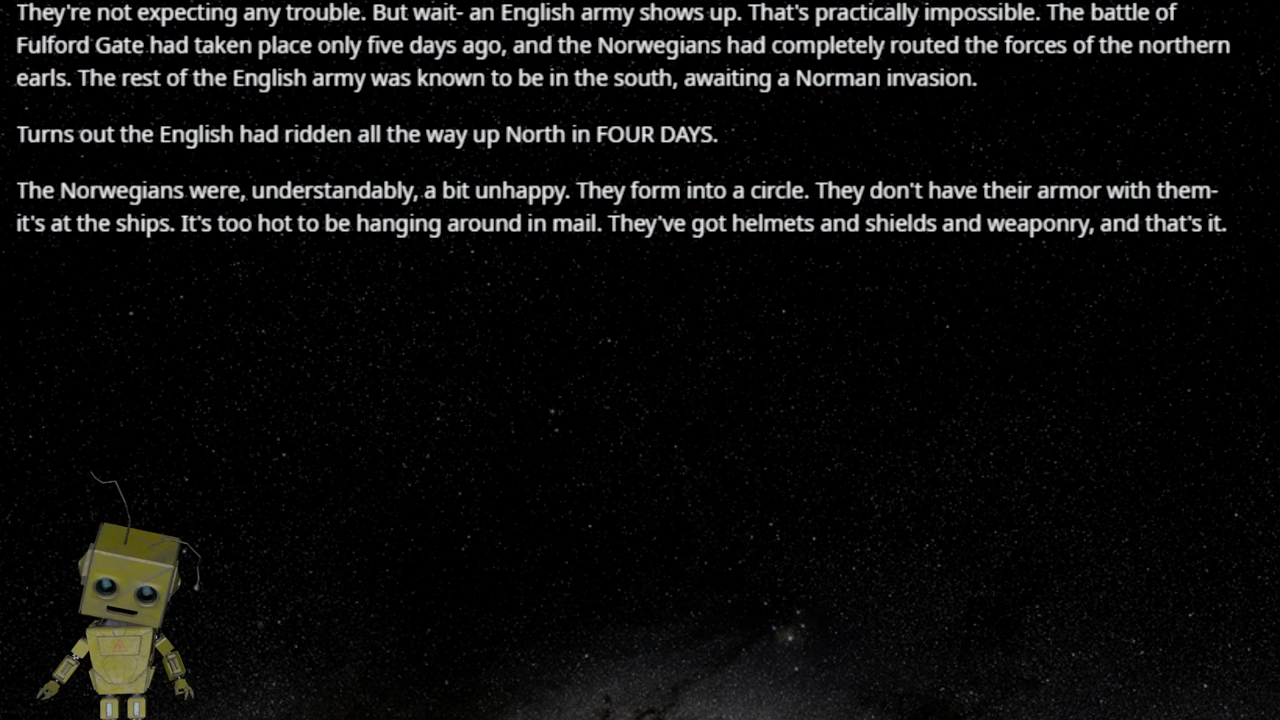 They're not expecting any trouble. But wait- an English army shows up. That's practically impossible. The battle of
Fulford Gate had taken place only five days ago, and the Norwegians had completely routed the forces of the northern
earls. The rest of the English army was known to be in the south, awaiting a Norman invasion.
Turns out the English had ridden all the way up North in FOUR DAYS.
The Norwegians were, understandably, a bit unhappy. They form into a circle. They don't have their armor with them-
it's at the ships. It's too hot to be hanging around in mail. They've got helmets and shields and weaponry, and that's it.